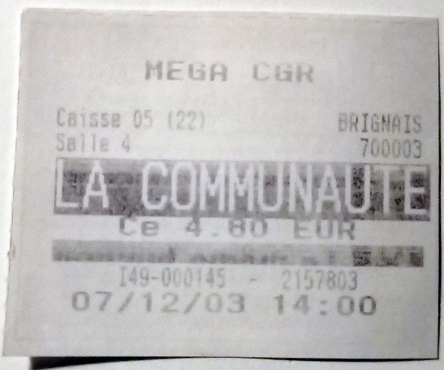 MEGA CGR
Caisse 05 (22) BRIGNAIS
Salle 4 700003
LA COMMUNAUTE
Ce 4.80 EUR
I49-000145 - 2157803
07/12/03 14:00